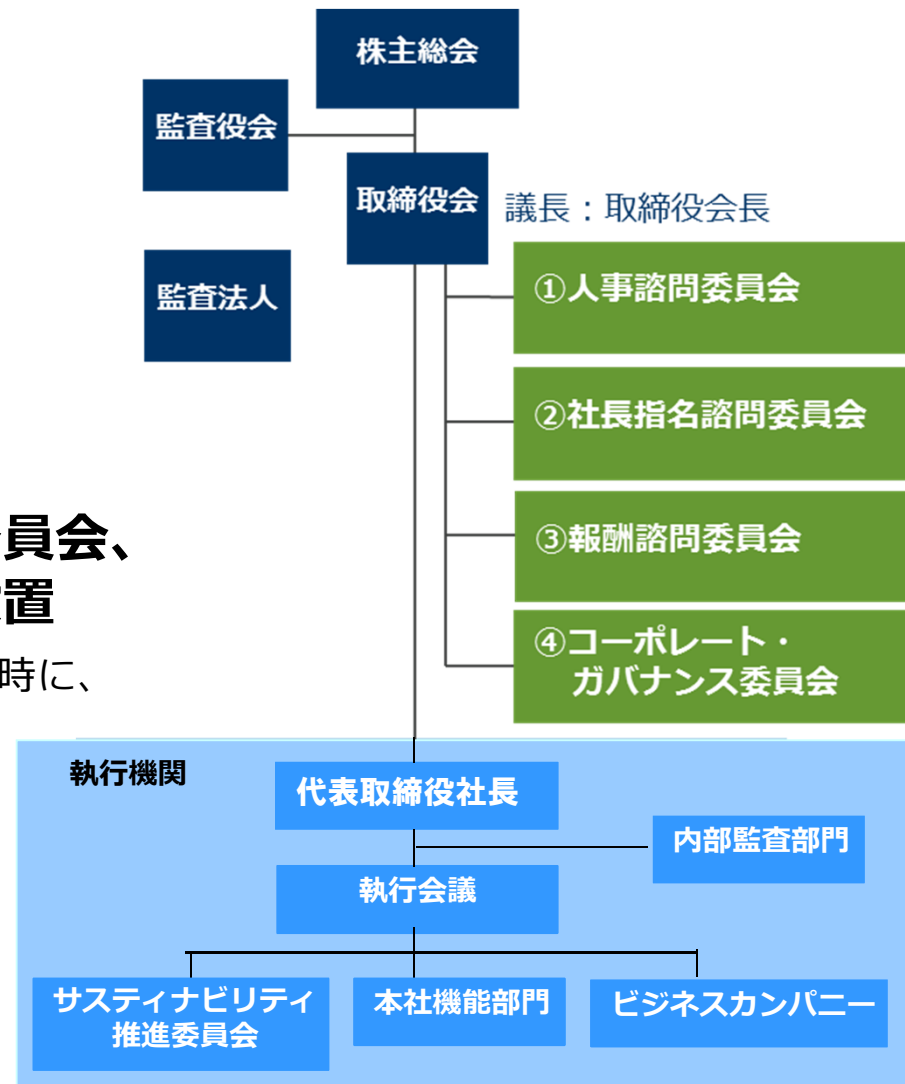 株主総会
監査役会
取締役会
議長：取締役会長
監査法人
①人事諮問委員会
②社長指名諮問委員会
③報酬諮問委員会
員会、
置
④コーポレート・
ガバナンス委員会
時に、
執行機関
代表取締役社長
内部監査部門
執行会議
サスティナビリティ
推進委員会
本社機能部門
ビジネスカンパニー